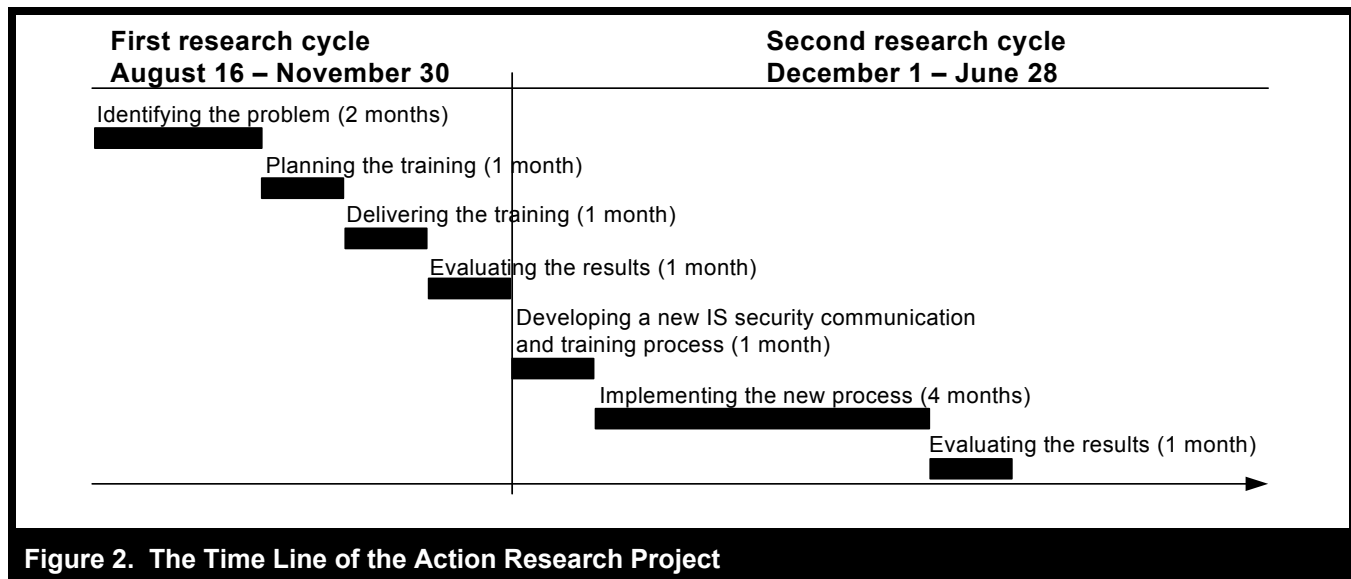 First research cycle
August 16 – November 30
Second research cycle
December 1 – June 28
Identifying the problem (2 months)
Planning the training (1 month)
Delivering the training (1 month)
Evaluating the results (1 month)
Developing a new IS security communication
and training process (1 month)
Implementing the new process (4 months)
Evaluating the results (1 month)
Figure 2. The Time Line of the Action Research Project